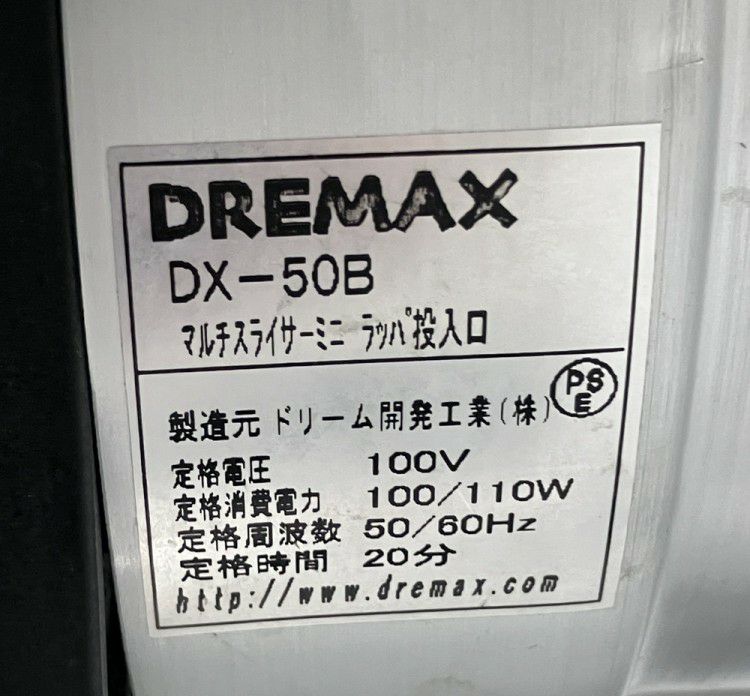 DREMAX
DX-50B
マルチスライサーミニ ラッパ投入口
製造元 ドリーム開発工業(株)
PS
E
定格電圧 100V
定格消費電力 100/110W
定格周波数 50/60Hz
定格時間 20分
http://www.dremax.com